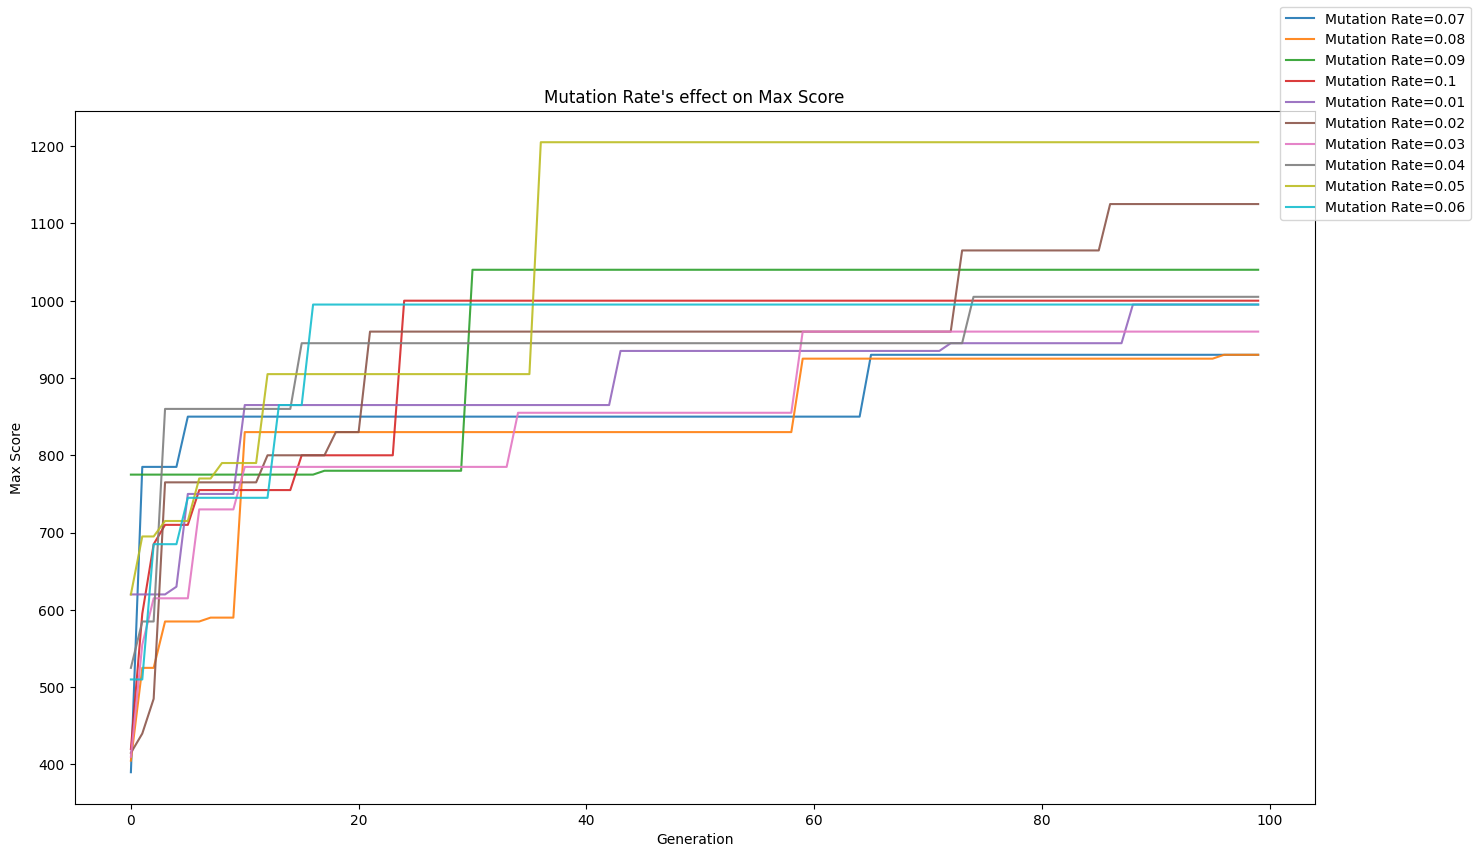 Mutation Rate=0.07
Mutation Rate=0.08
Mutation Rate=0.09
Mutation Rate=0.1
Mutation Rate=0.01
Mutation Rate=0.02
Mutation Rate=0.03
Mutation Rate=0.04
Mutation Rate=0.05
Mutation Rate=0.06
Mutation Rate's effect on Max Score
1200
1100
1000
900
800
700
600
500
400
Max Score
0 20 40 60 80 100
Generation